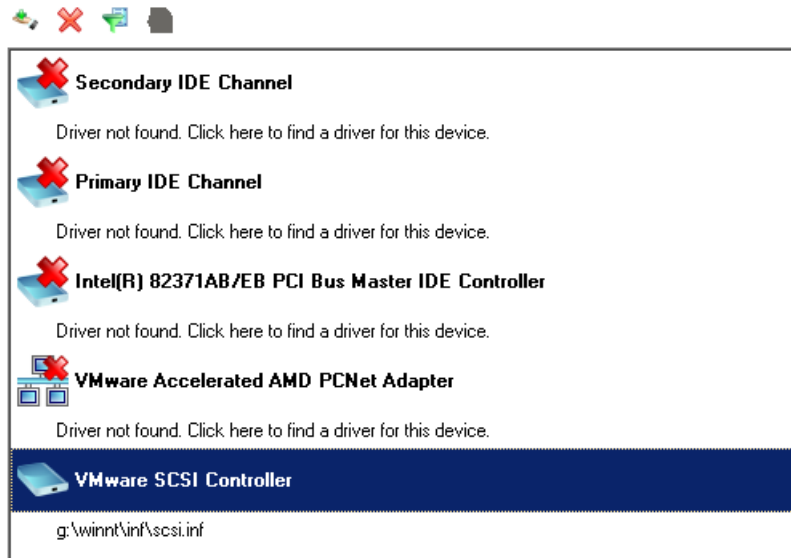 Secondary IDE Channel
Driver not found. Click here to find a driver for this device.
Primary IDE Channel
Driver not found. Click here to find a driver for this device.
Intel(R) 82371AB/EB PCI Bus Master IDE Controller
Driver not found. Click here to find a driver for this device.
VMware Accelerated AMD PCNet Adapter
Driver not found. Click here to find a driver for this device.
VMware SCSI Controller
g:\winnt\inf\scsi.inf